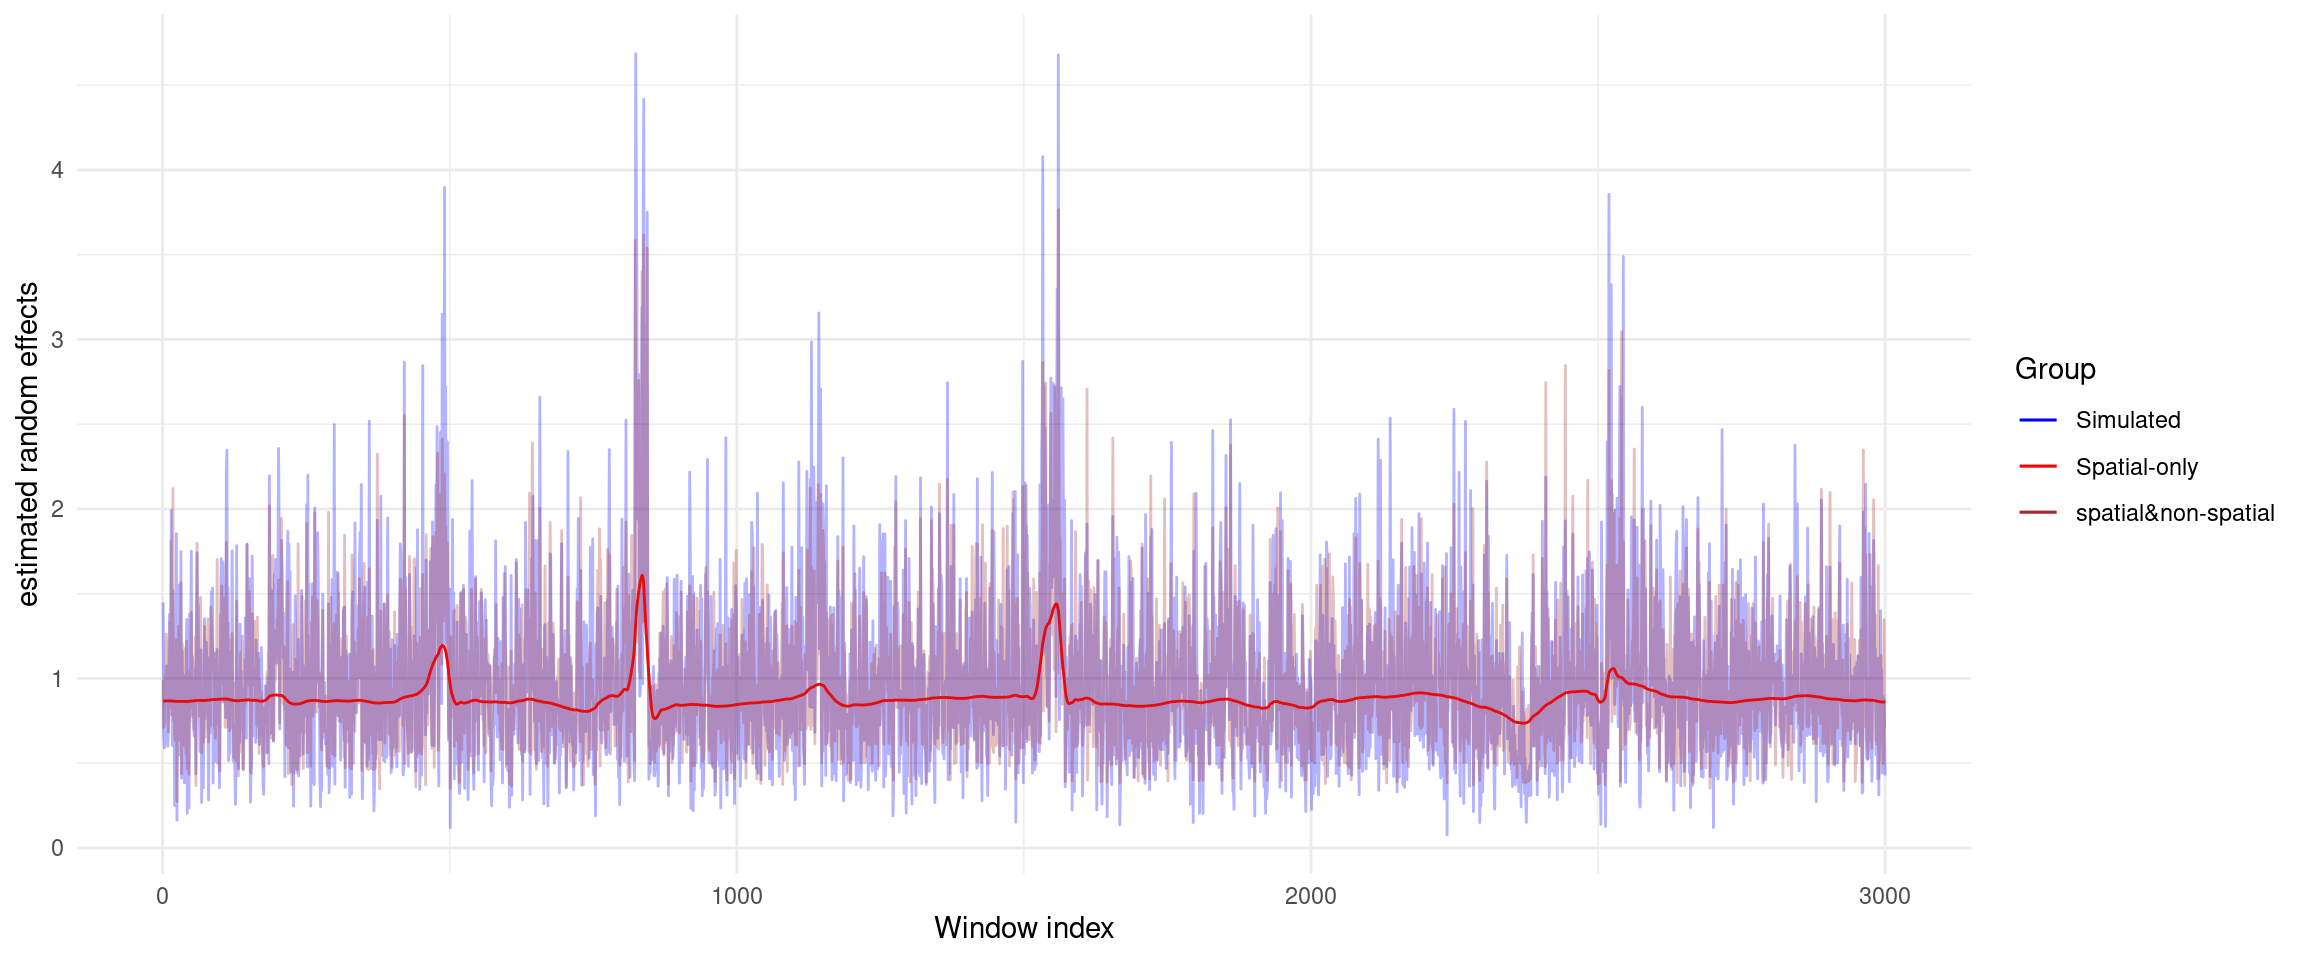 estimated random effects
4
3
2
1
0
0
1000
2000
3000
Window index
Group
Simulated
Spatial-only
spatial&non-spatial